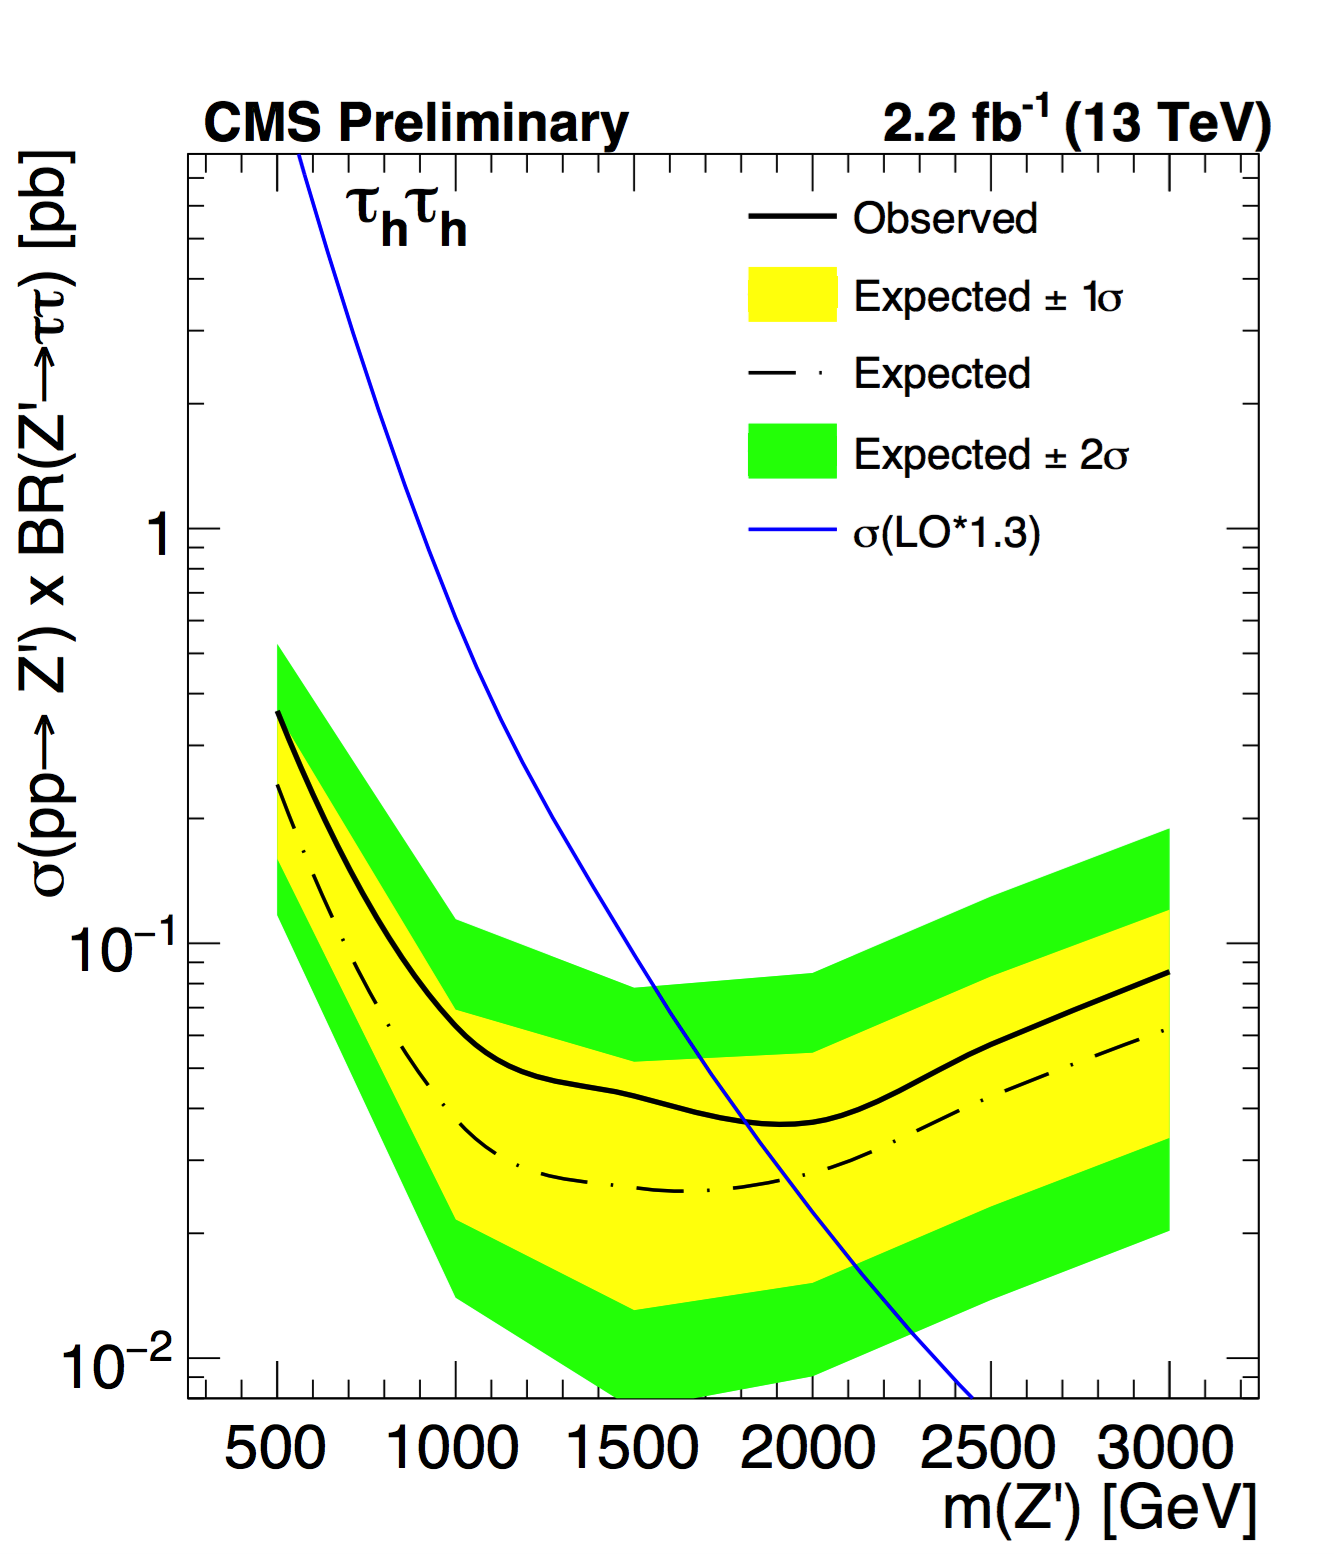 CMS Preliminary 2.2 fb⁻¹ (13 TeV)
σ(pp→ Z') x BR(Z'→ττ) [pb]
τₕτₕ
Observed
Expected ± 1σ
Expected
Expected ± 2σ
σ(LO*1.3)
1
10⁻¹
10⁻²
500 1000 1500 2000 2500 3000
m(Z') [GeV]